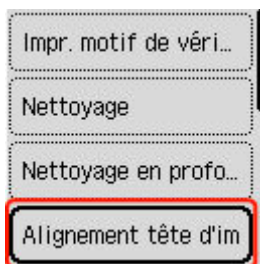 Impr. motif de véri...
Nettoyage
Nettoyage en profo...
Alignement tête d'im